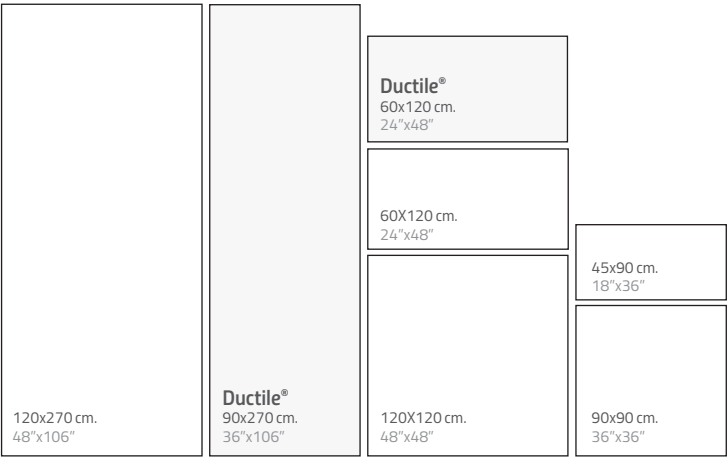 120x270 cm.
48”x106”
Ductile®
90x270 cm.
36”x106”
Ductile®
60x120 cm.
24”x48”
60X120 cm.
24”x48”
120X120 cm.
48”x48”
45x90 cm.
18”x36”
90x90 cm.
36”x36”